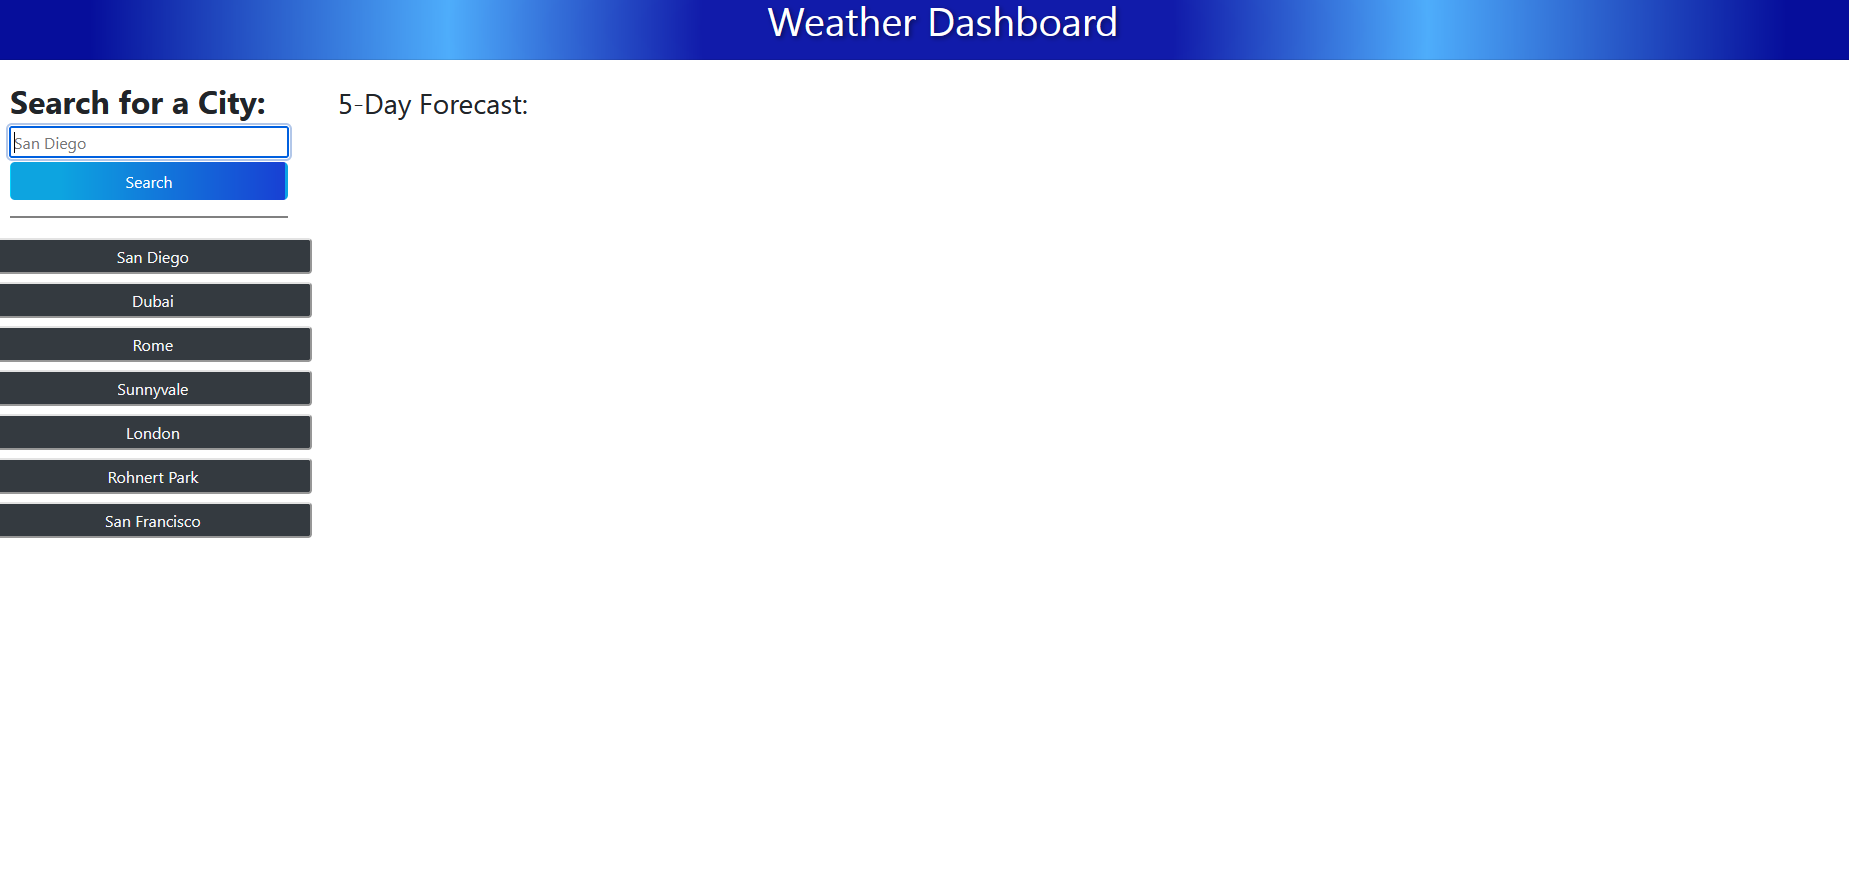 Weather Dashboard
Search for a City:
San Diego
Search
San Diego
Dubai
Rome
Sunnyvale
London
Rohnert Park
San Francisco
5-Day Forecast: